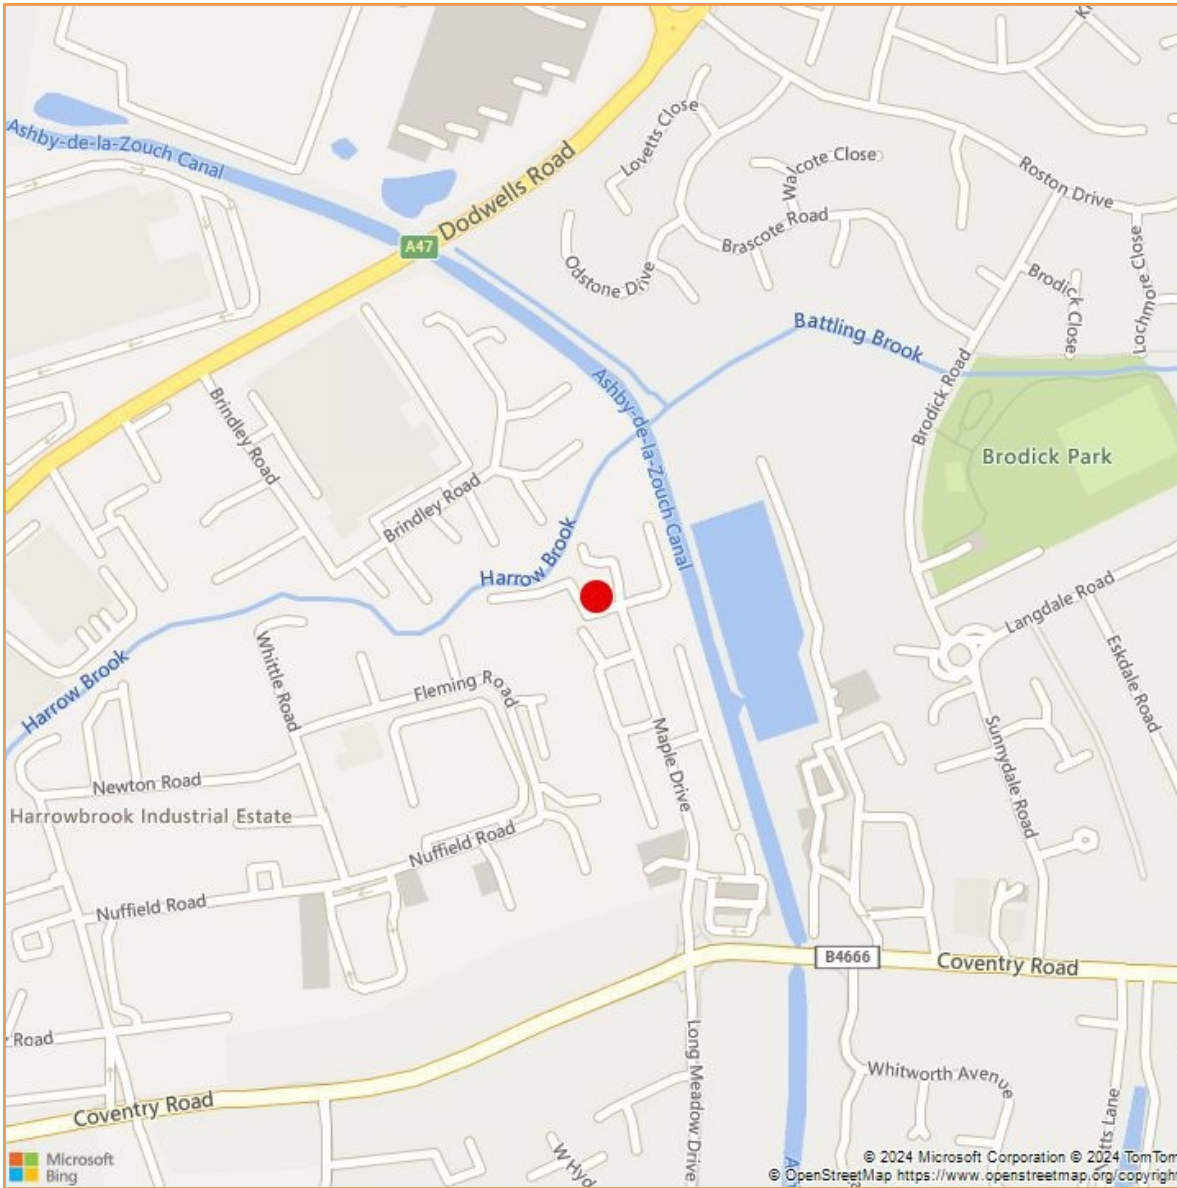 Ashby-de-la-Zouch Canal
A47
Dodwells Road
Lovetts Close
Walcote Close
Roston Drive
Brascote Road
Odstone Dive
Brodick Close
Lochmore Close
Battling Brook
Brodick Road
Brodick Park
Ashby-de-la-Zouch Canal
Brindley Road
Brindley Road
Harrow Brook
Langdale Road
Eskdale Road
Whittle Road
Harrow Brook
Fleming Road
Maple Drive
Sunnydale Road
Newton Road
Harrowbrook Industrial Estate
Nuffield Road
Nuffield Road
B4666
Coventry Road
Road
Long Meadow Drive
Whitworth Avenue
Coventry Road
tts Lane
W Hyd
Microsoft
Bing
© 2024 Microsoft Corporation © 2024 TomTom
© OpenStreetMap https://www.openstreetmap.org/copyright